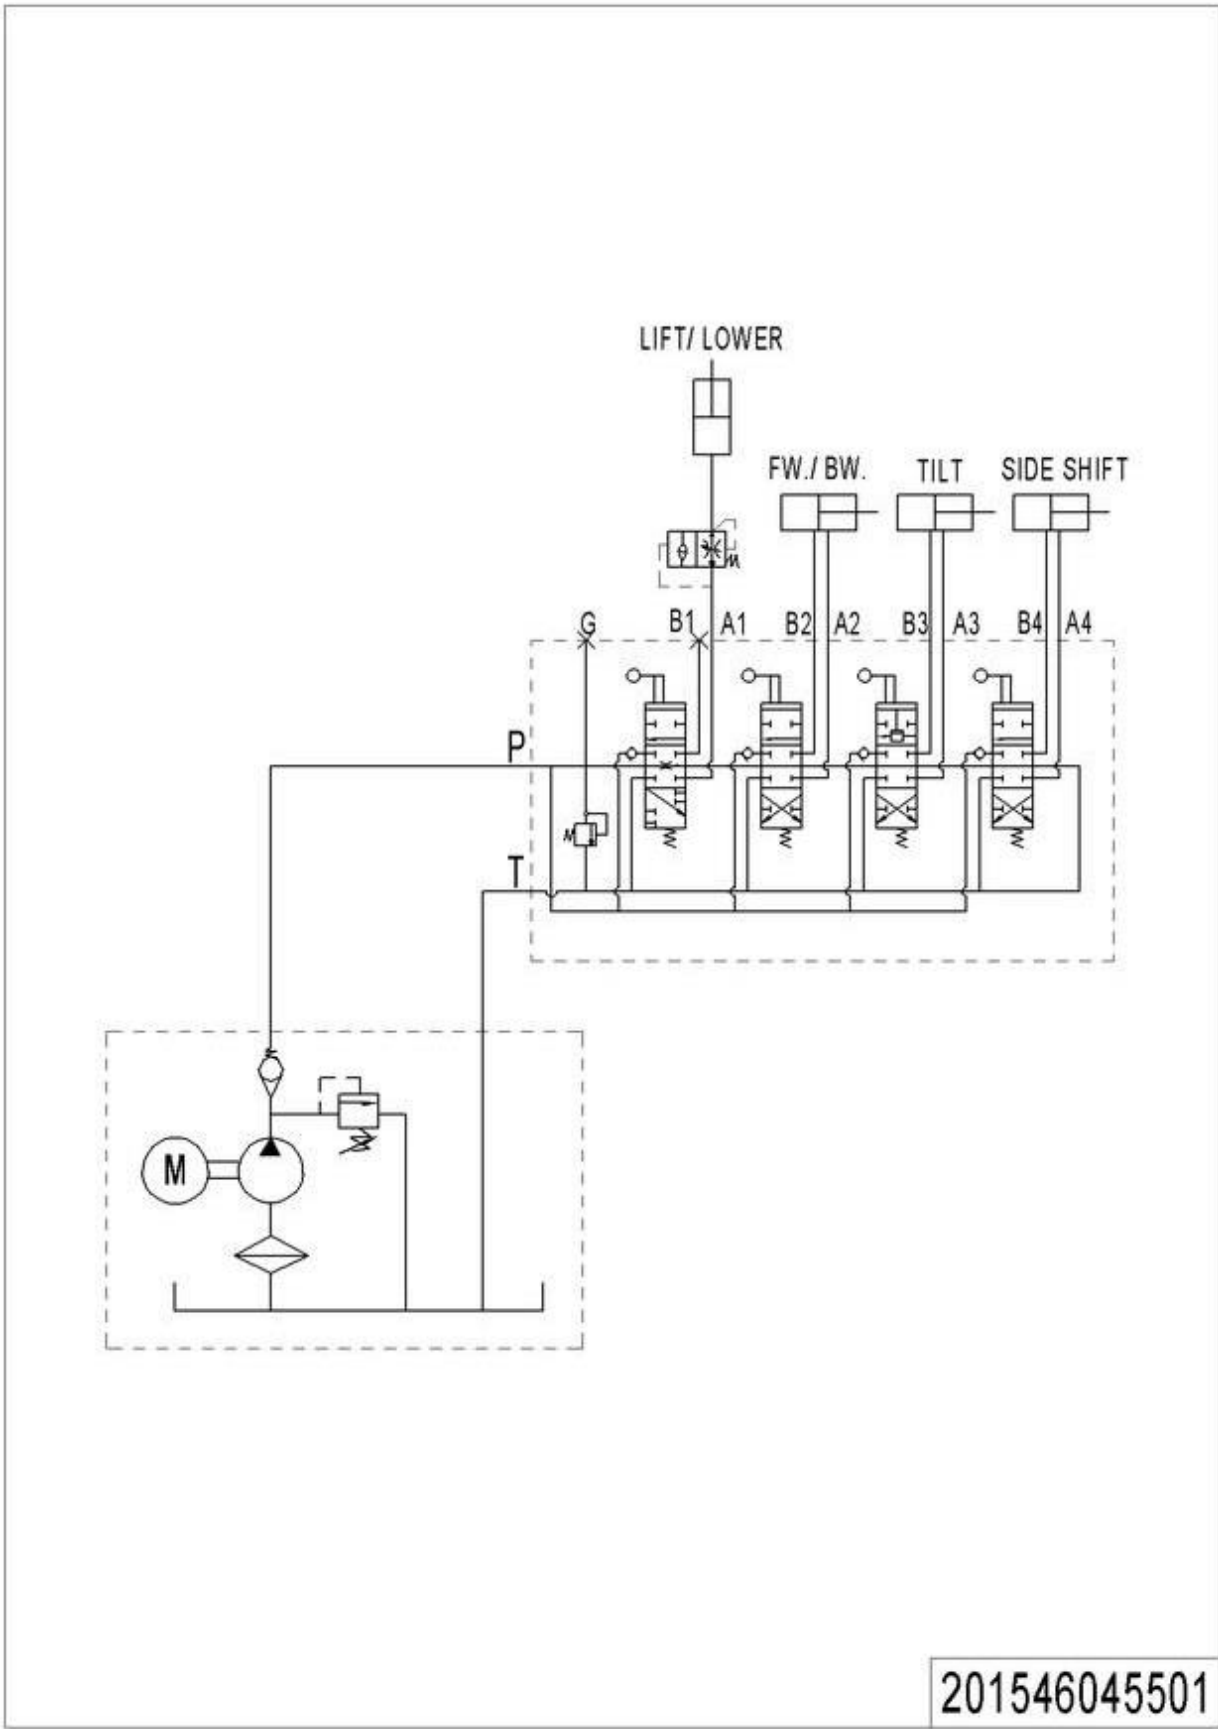 LIFT/ LOWER
FW./ BW.
TILT
SIDE SHIFT
G
B1
A1
B2
A2
B3
A3
B4
A4
P
T
M
201546045501